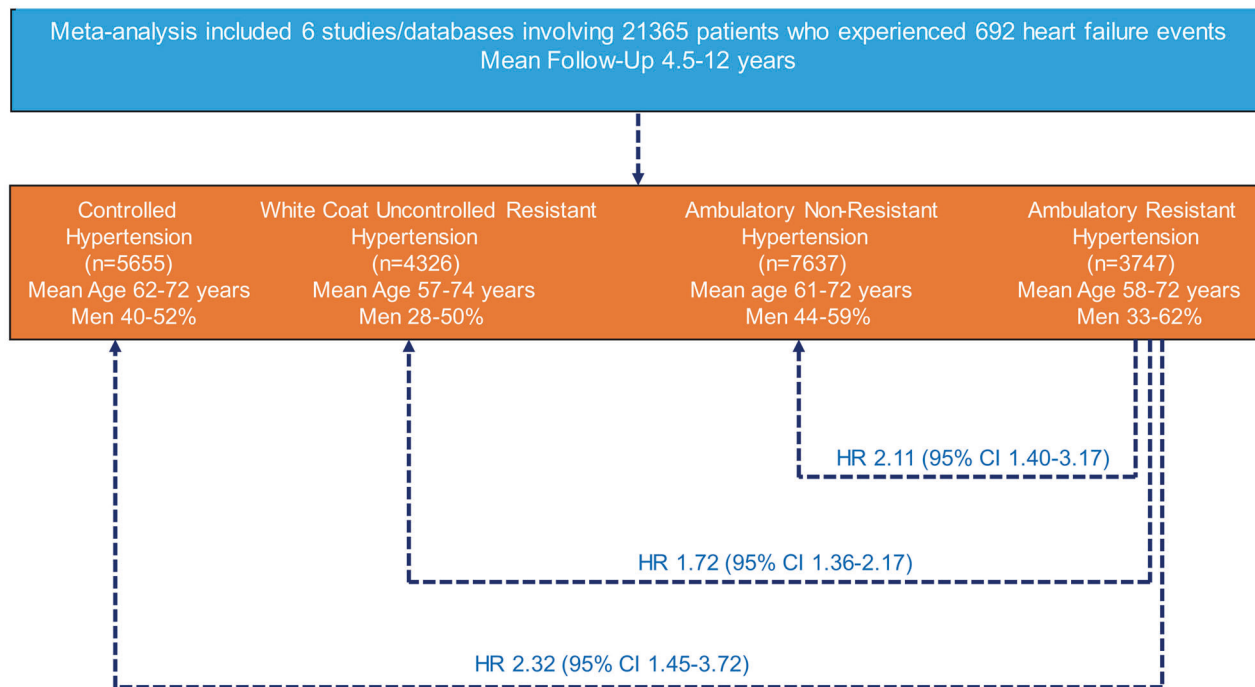 Meta-analysis included 6 studies/databases involving 21365 patients who experienced 692 heart failure events
Mean Follow-Up 4.5-12 years
Controlled
Hypertension
(n=5655)
Mean Age 62-72 years
Men 40-52%
White Coat Uncontrolled Resistant
Hypertension
(n=4326)
Mean Age 57-74 years
Men 28-50%
Ambulatory Non-Resistant
Hypertension
(n=7637)
Mean age 61-72 years
Men 44-59%
Ambulatory Resistant
Hypertension
(n=3747)
Mean Age 58-72 years
Men 33-62%
HR 2.11 (95% CI 1.40-3.17)
HR 1.72 (95% CI 1.36-2.17)
HR 2.32 (95% CI 1.45-3.72)